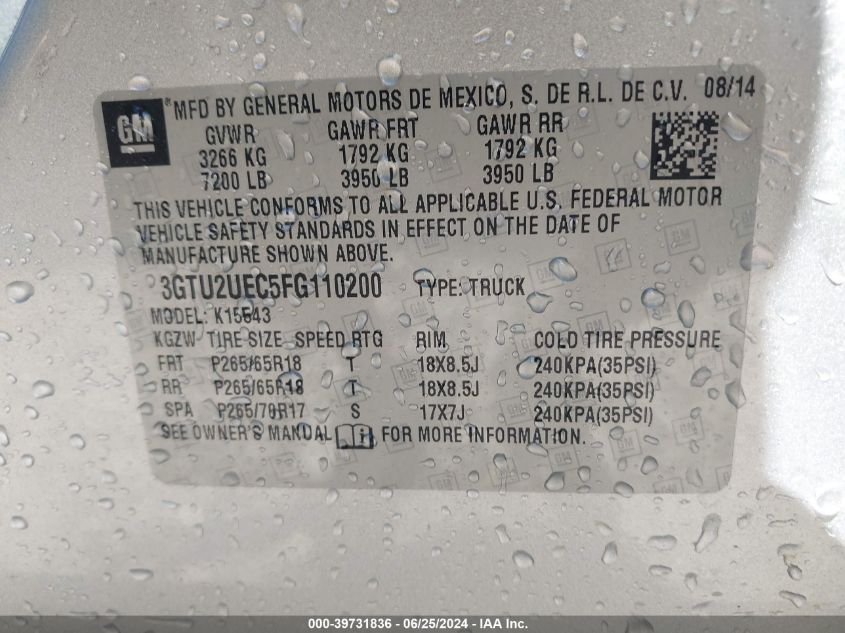 GM ® MFD BY GENERAL MOTORS DE MEXICO, S. DE R.L. DE C.V. 08/14
GVWR GAWR FRT GAWR RR
3266 KG 1792 KG 1792 KG
7200 LB 3950 LB 3950 LB
THIS VEHICLE CONFORMS TO ALL APPLICABLE U.S. FEDERAL MOTOR
VEHICLE SAFETY STANDARDS IN EFFECT ON THE DATE OF
MANUFACTURE SHOWN ABOVE.
3GTU2UEC5FG110200 TYPE: TRUCK
MODEL: K15543
KGZW TIRE SIZE SPEED RTG RIM COLD TIRE PRESSURE
FRT P265/65R18 T 18X8.5J 240KPA(35PSI)
RR P265/65R18 T 18X8.5J 240KPA(35PSI)
SPA P265/70R17 S 17X7J 240KPA(35PSI)
SEE OWNER'S MANUAL FOR MORE INFORMATION.
000-39731836 - 06/25/2024 - IAA Inc.